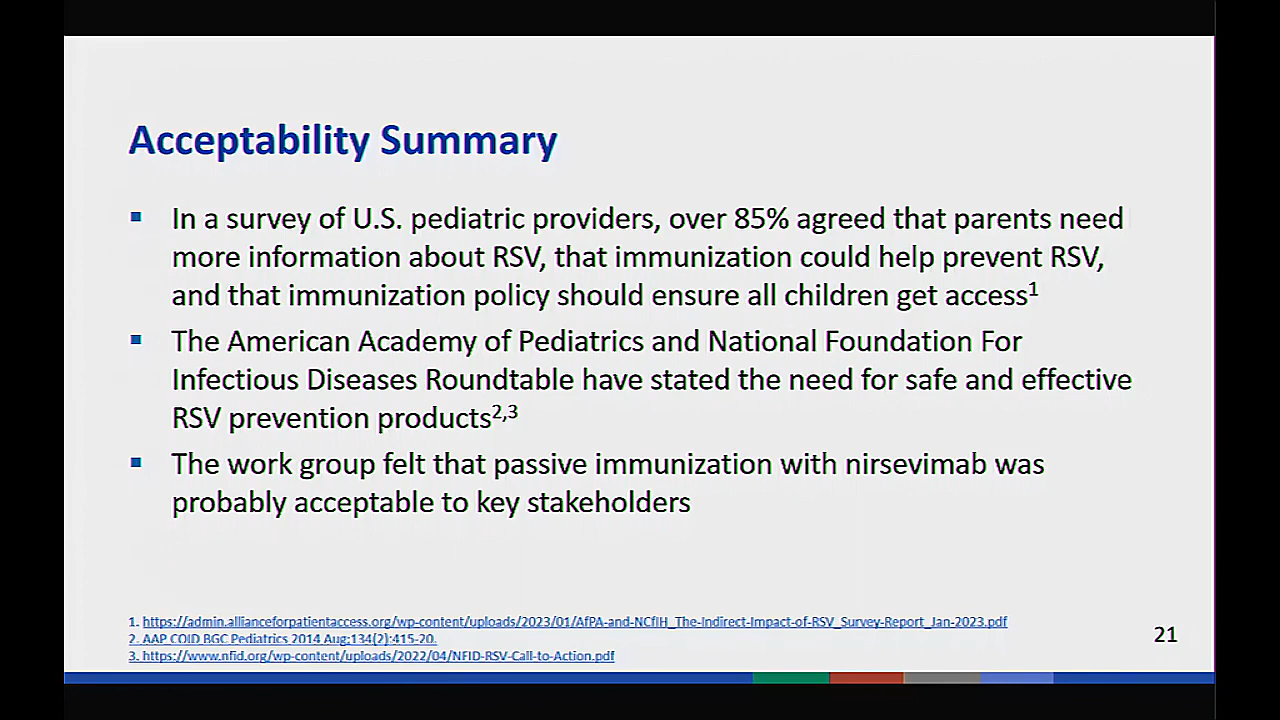 Acceptability Summary
▪ In a survey of U.S. pediatric providers, over 85% agreed that parents need
more information about RSV, that immunization could help prevent RSV,
and that immunization policy should ensure all children get access1
▪ The American Academy of Pediatrics and National Foundation For
Infectious Diseases Roundtable have stated the need for safe and effective
RSV prevention products2,3
▪ The work group felt that passive immunization with nirsevimab was
probably acceptable to key stakeholders
1. https://admin.allianceforpatientaccess.org/wp-content/uploads/2023/01/AfPA-and-NCfIH_The-Indirect-Impact-of-RSV_Survey-Report_Jan-2023.pdf
2. AAP COID BGC Pediatrics 2014 Aug;134(2):415-20.
3. https://www.nfid.org/wp-content/uploads/2022/04/NFID-RSV-Call-to-Action.pdf
21